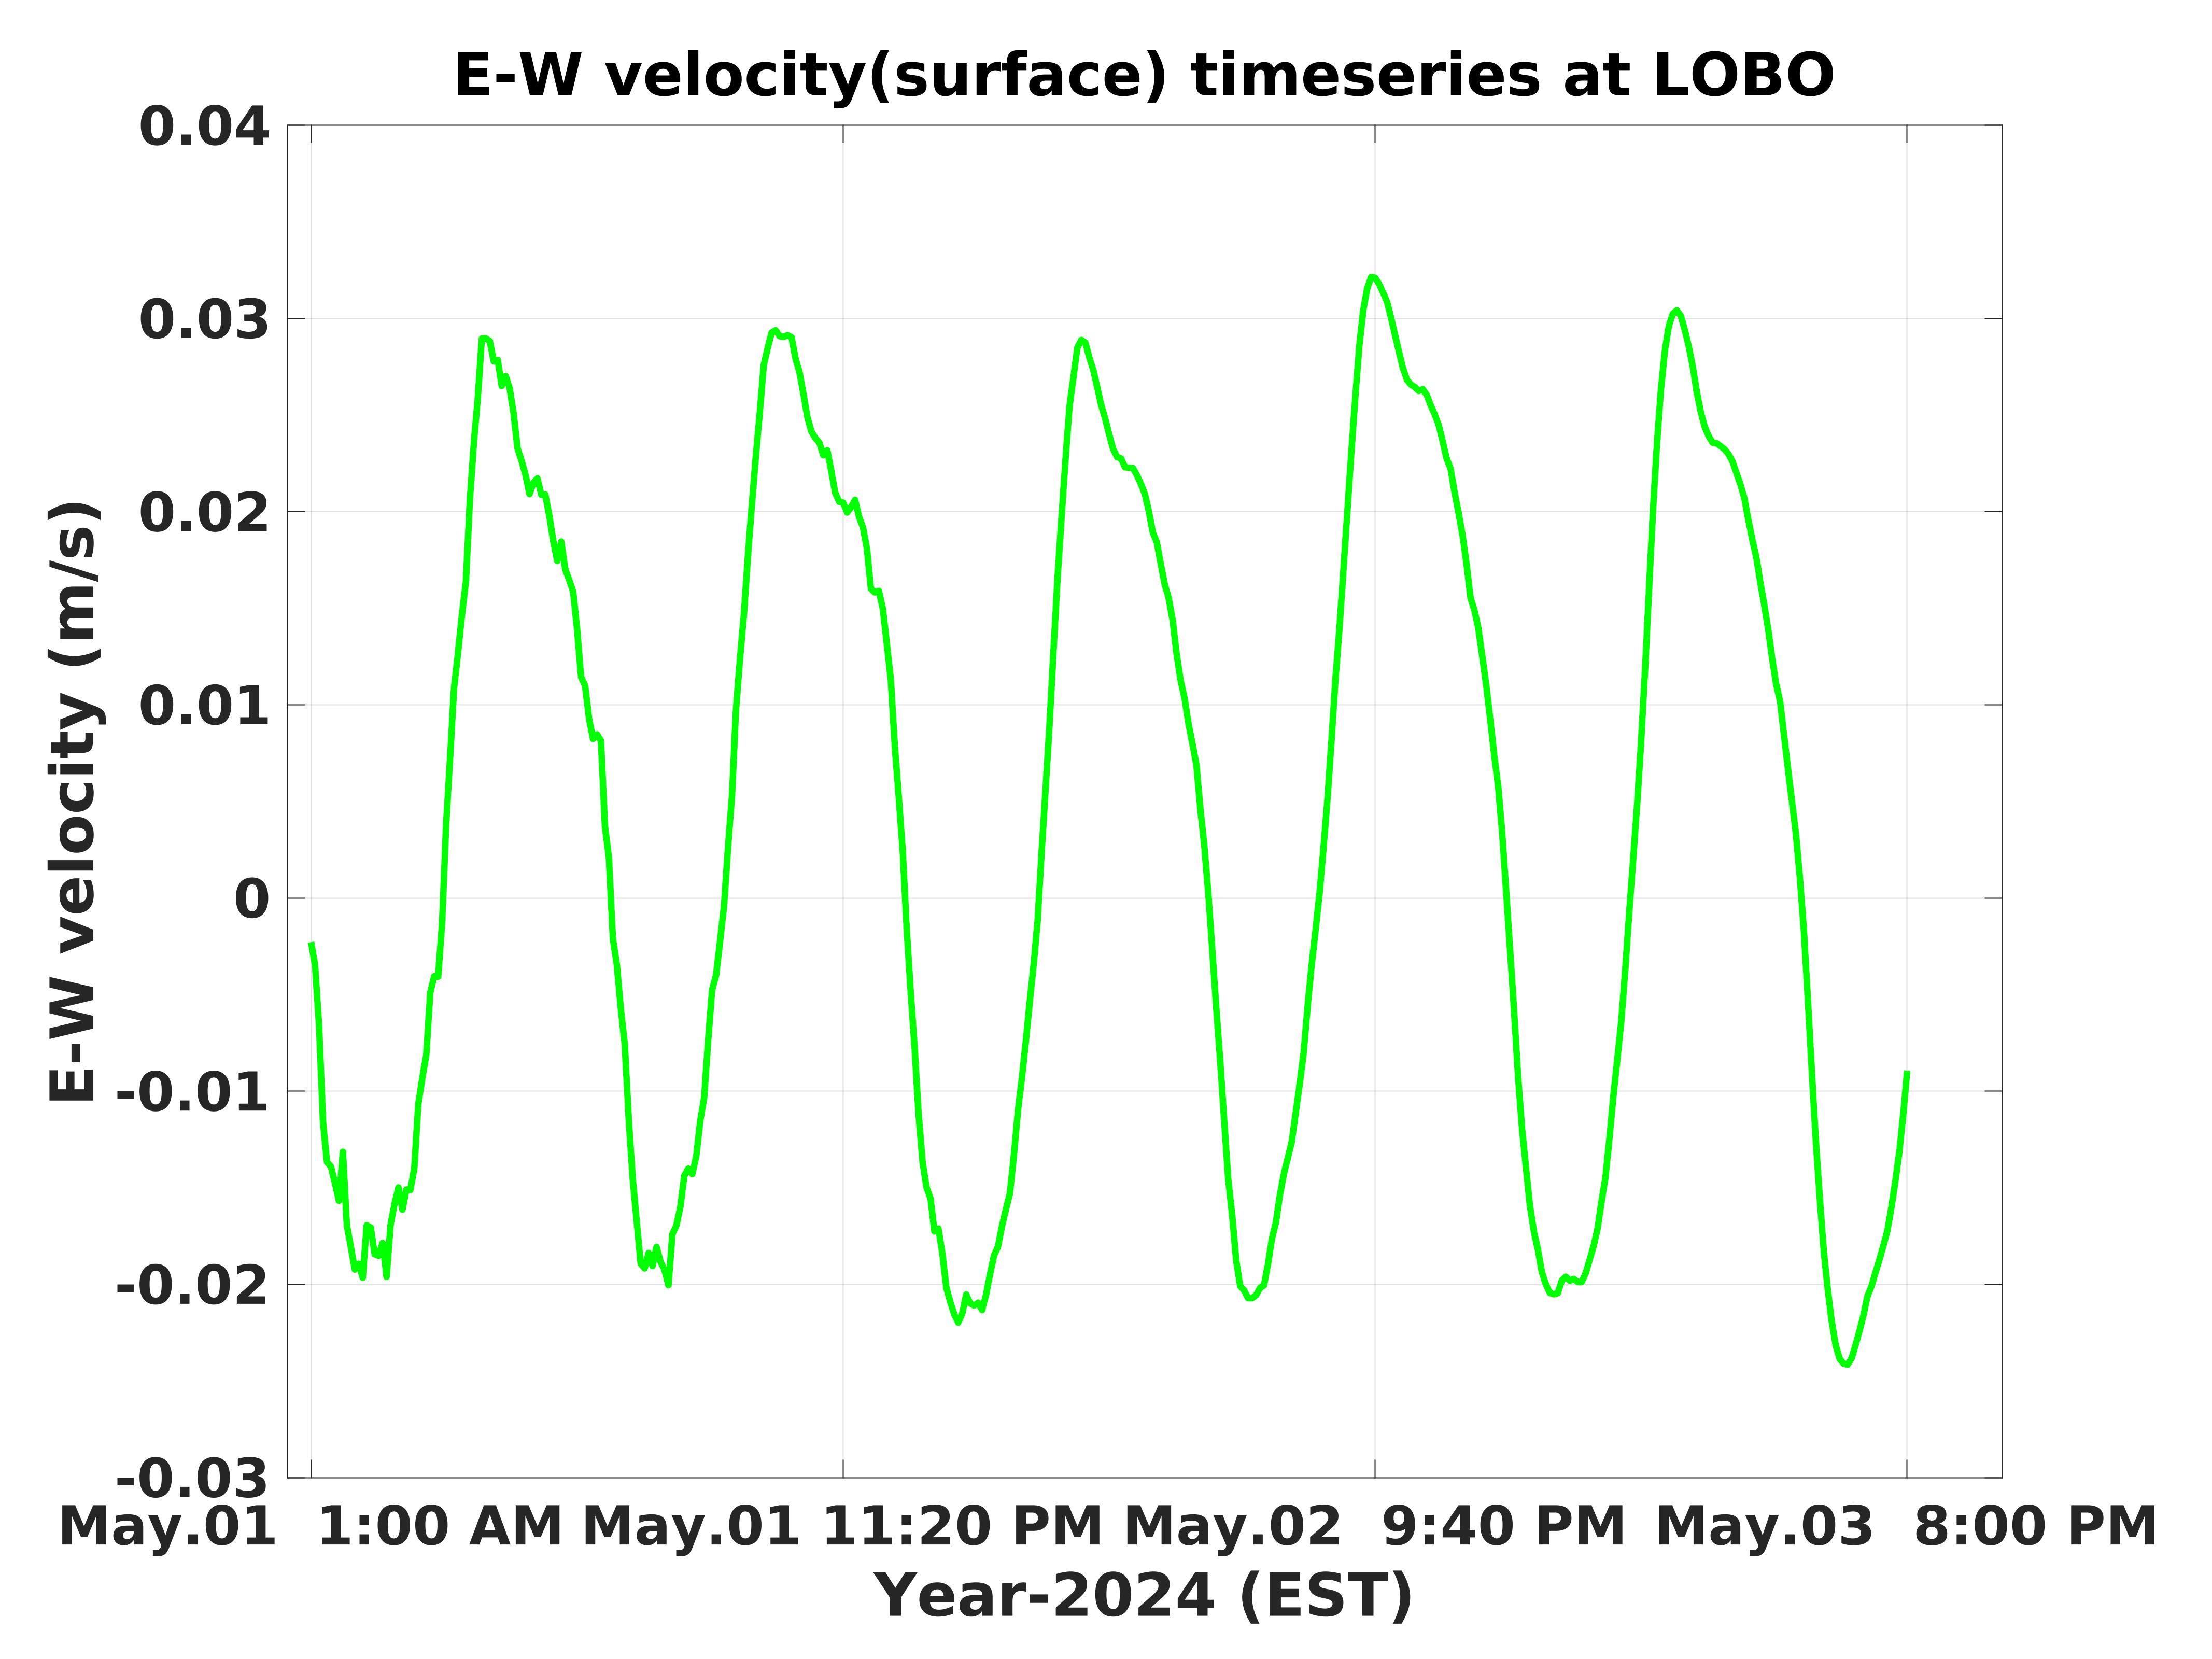 E-W velocity(surface) timeseries at LOBO
E-W velocity (m/s)
0.04
0.03
0.02
0.01
0
-0.01
-0.02
-0.03
May.01 1:00 AM May.01 11:20 PM May.02 9:40 PM May.03 8:00 PM
Year-2024 (EST)